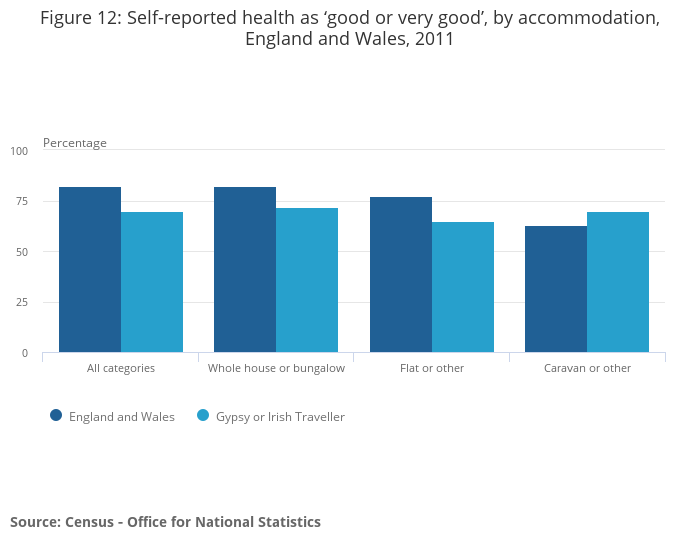 Figure 12: Self-reported health as ‘good or very good’, by accommodation,
England and Wales, 2011
Percentage
100
75
50
25
0
All categories
Whole house or bungalow
Flat or other
Caravan or other
England and Wales
Gypsy or Irish Traveller
Source: Census - Office for National Statistics